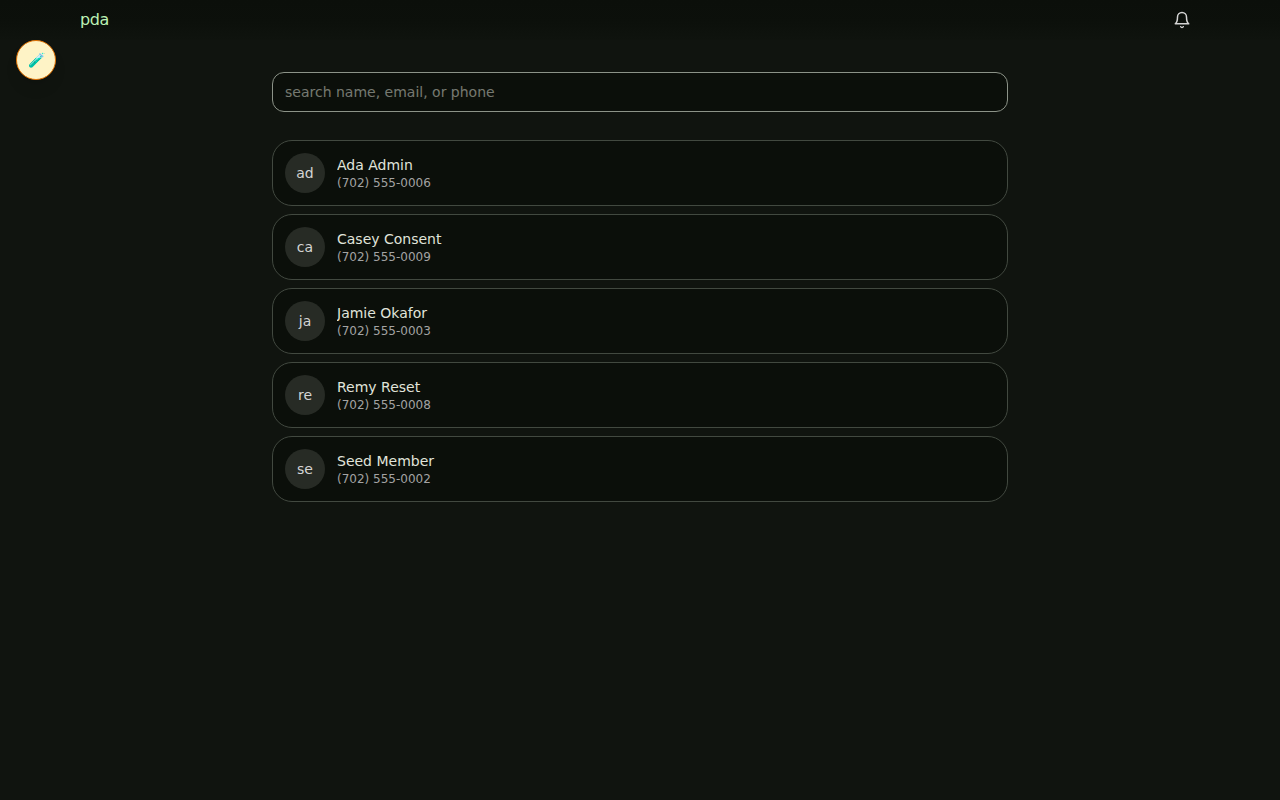 pda
search name, email, or phone
ad
Ada Admin
(702) 555-0006
ca
Casey Consent
(702) 555-0009
ja
Jamie Okafor
(702) 555-0003
re
Remy Reset
(702) 555-0008
se
Seed Member
(702) 555-0002